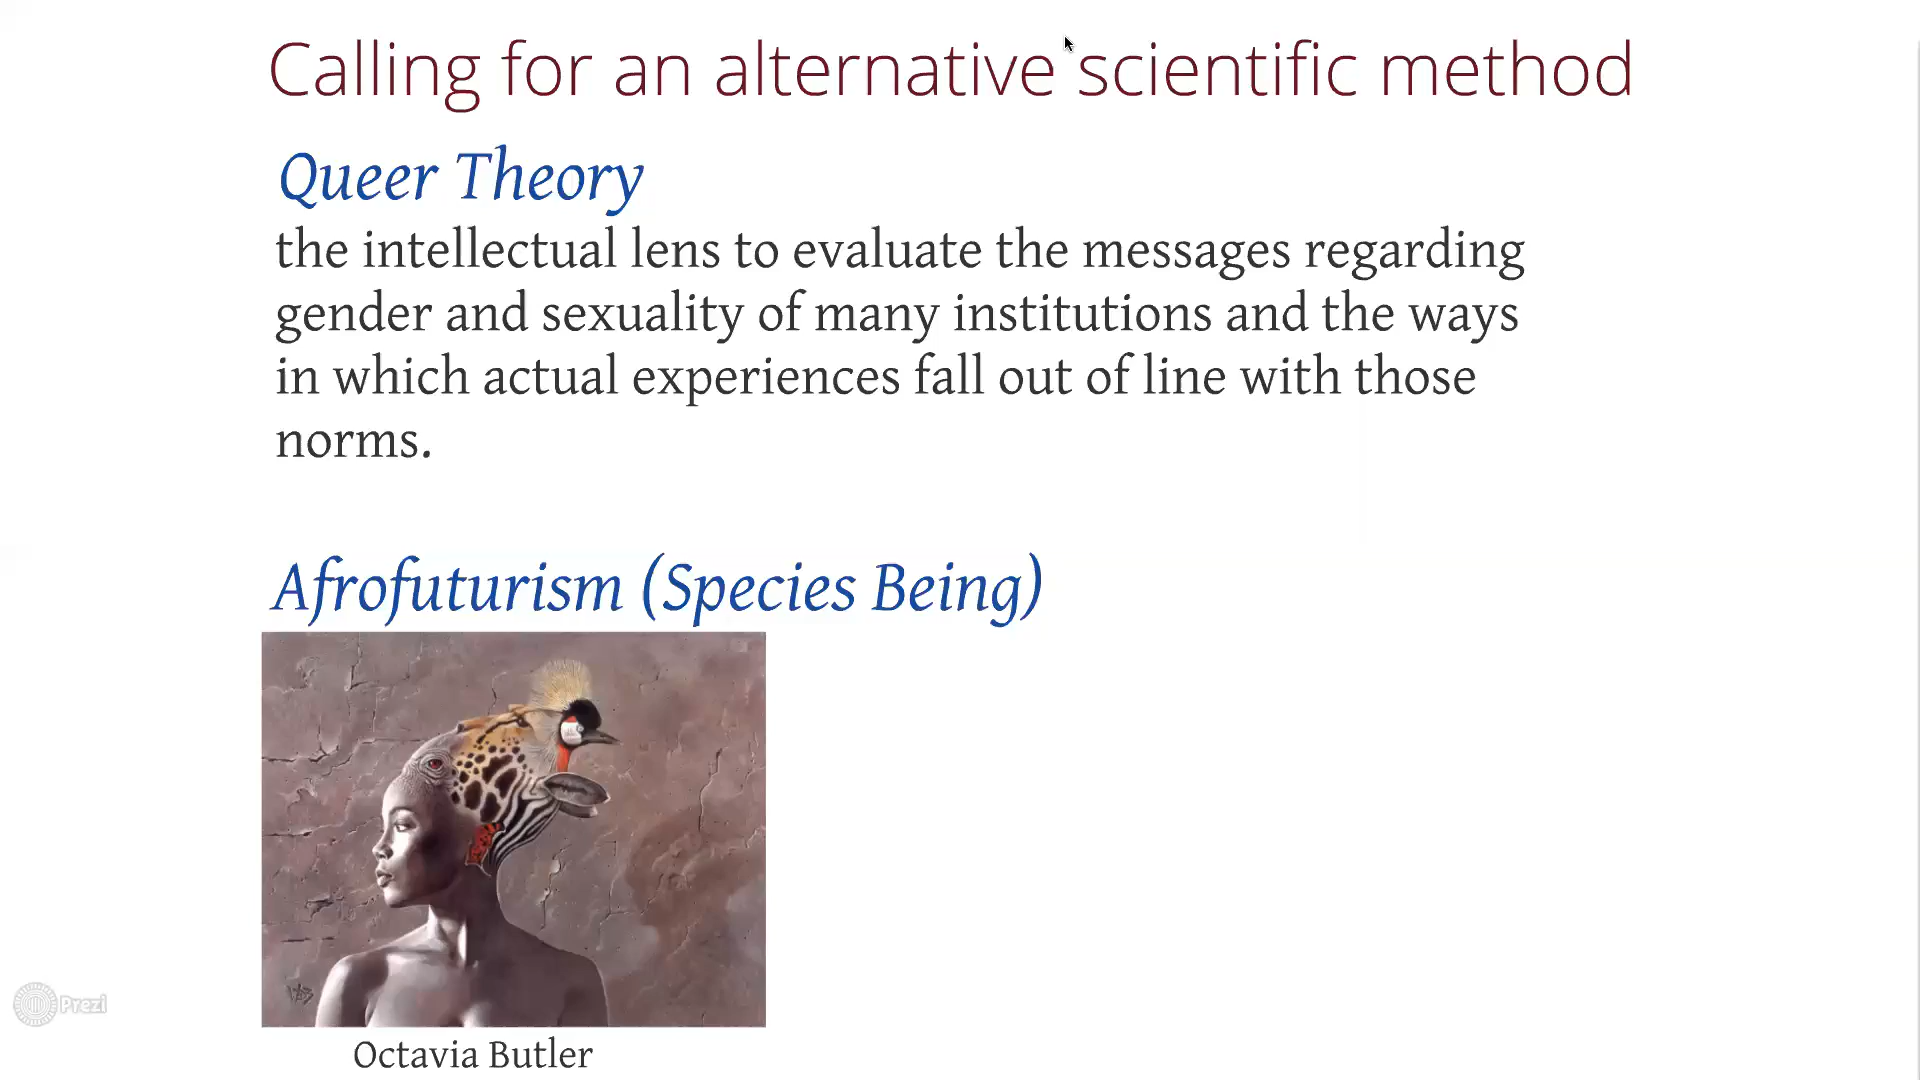 Calling for an alternative scientific method
Queer Theory
the intellectual lens to evaluate the messages regarding
gender and sexuality of many institutions and the ways
in which actual experiences fall out of line with those
norms.
Afrofuturism (Species Being)
Prezi
Octavia Butler